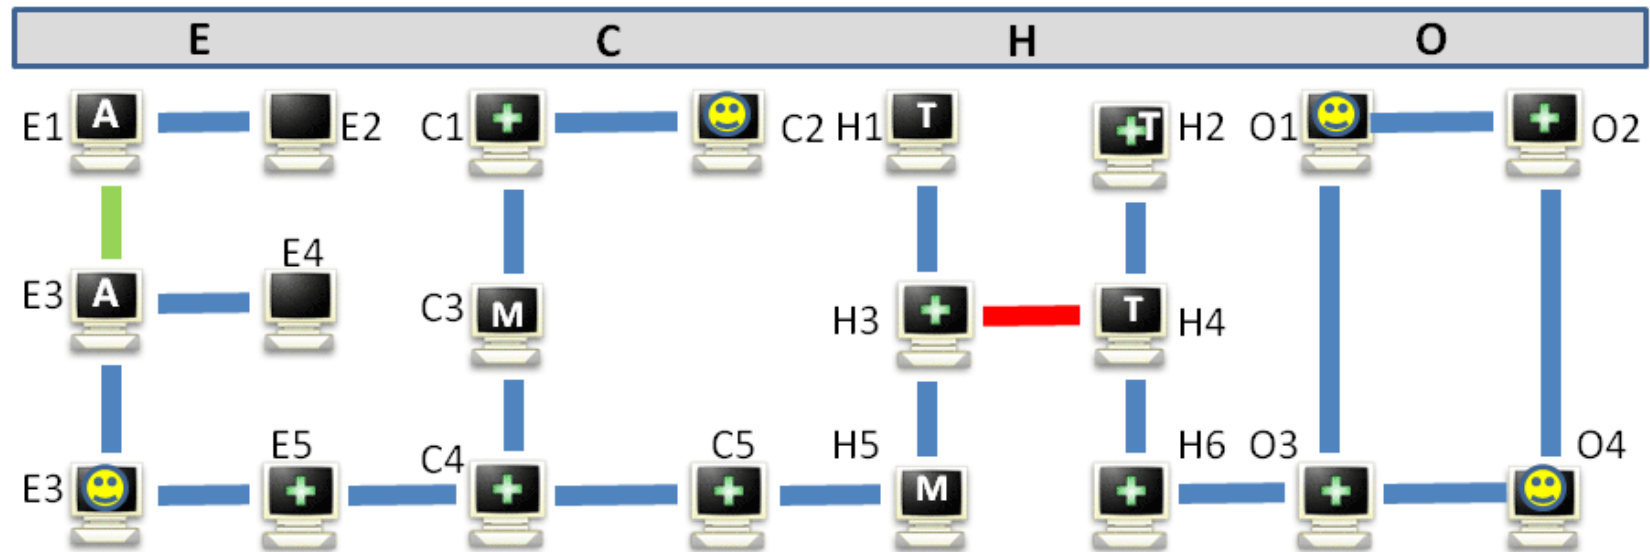 E C H O
E1 A E2 C1 C2 H1 T T H2 O1 O2
E3 A E4 C3 M H3 T H4
E3 E5 C4 C5 H5 M H6 O3 O4